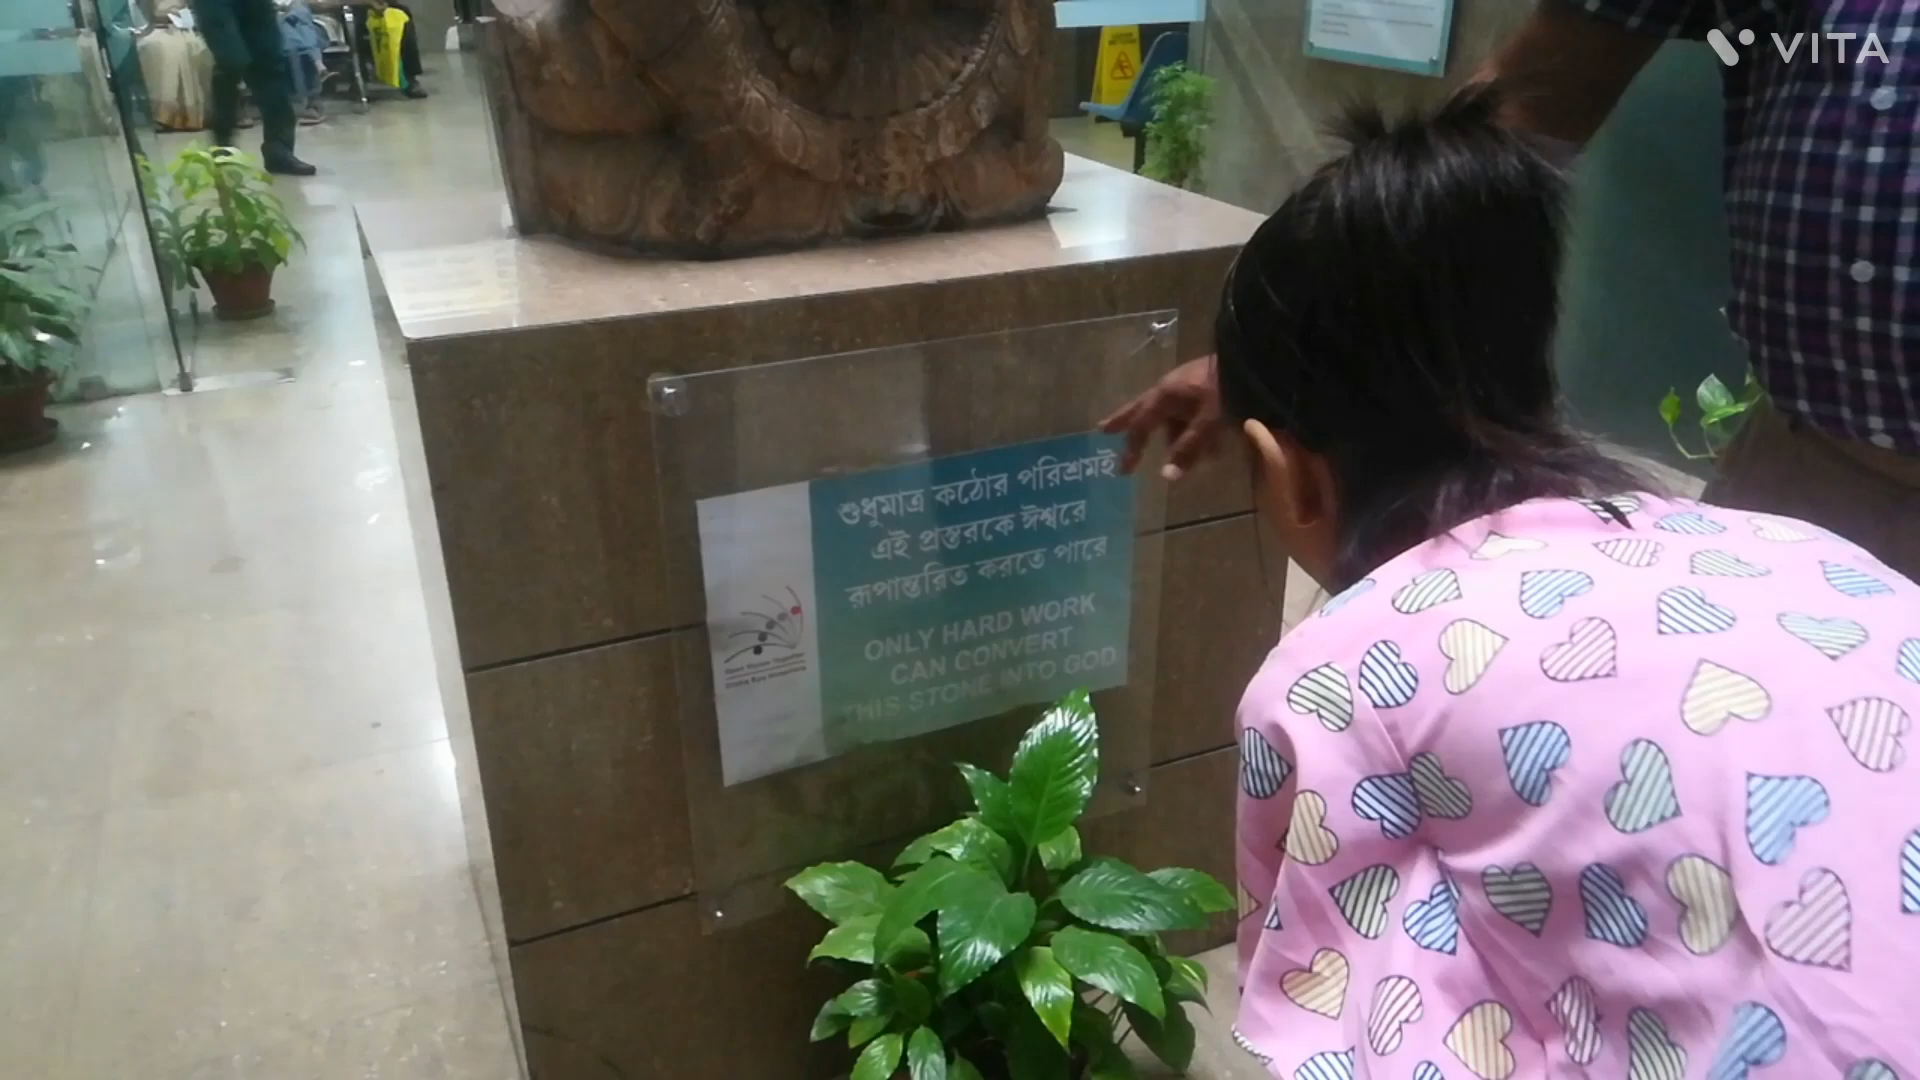 VITA
শুধুমাত্র কঠোর পরিশ্রমই
এই প্রস্তরকে ঈশ্বরে
রূপান্তরিত করতে পারে
ONLY HARD WORK
CAN CONVERT
THIS STONE INTO GOD